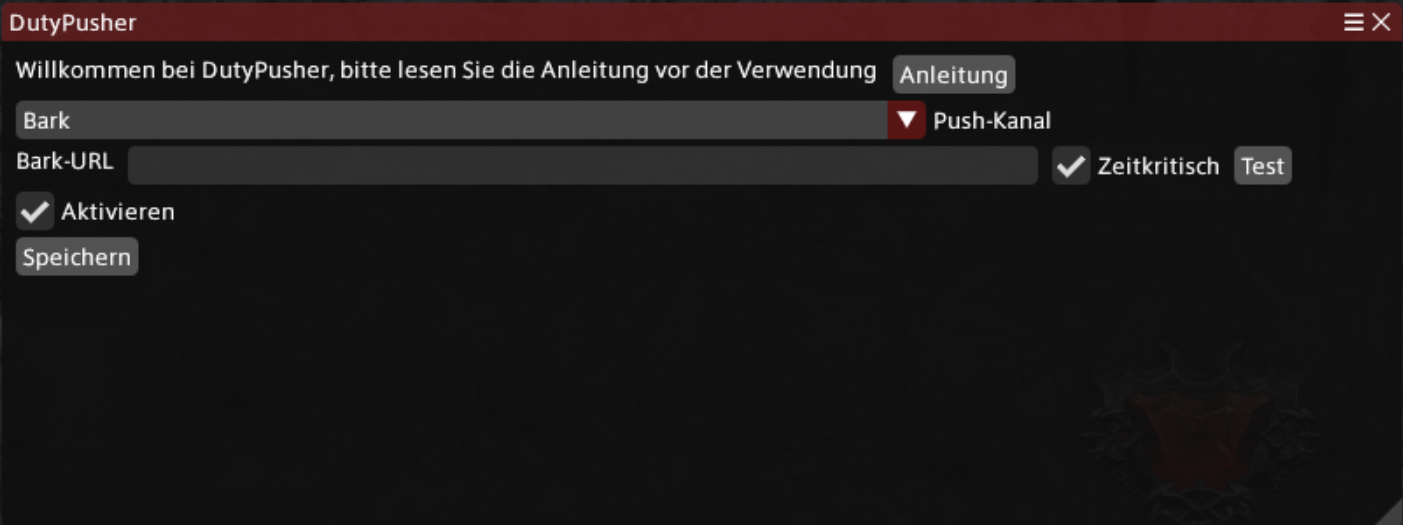 DutyPusher
Willkommen bei DutyPusher, bitte lesen Sie die Anleitung vor der Verwendung Anleitung
Bark Push-Kanal
Bark-URL Zeitkritisch Test
Aktivieren
Speichern